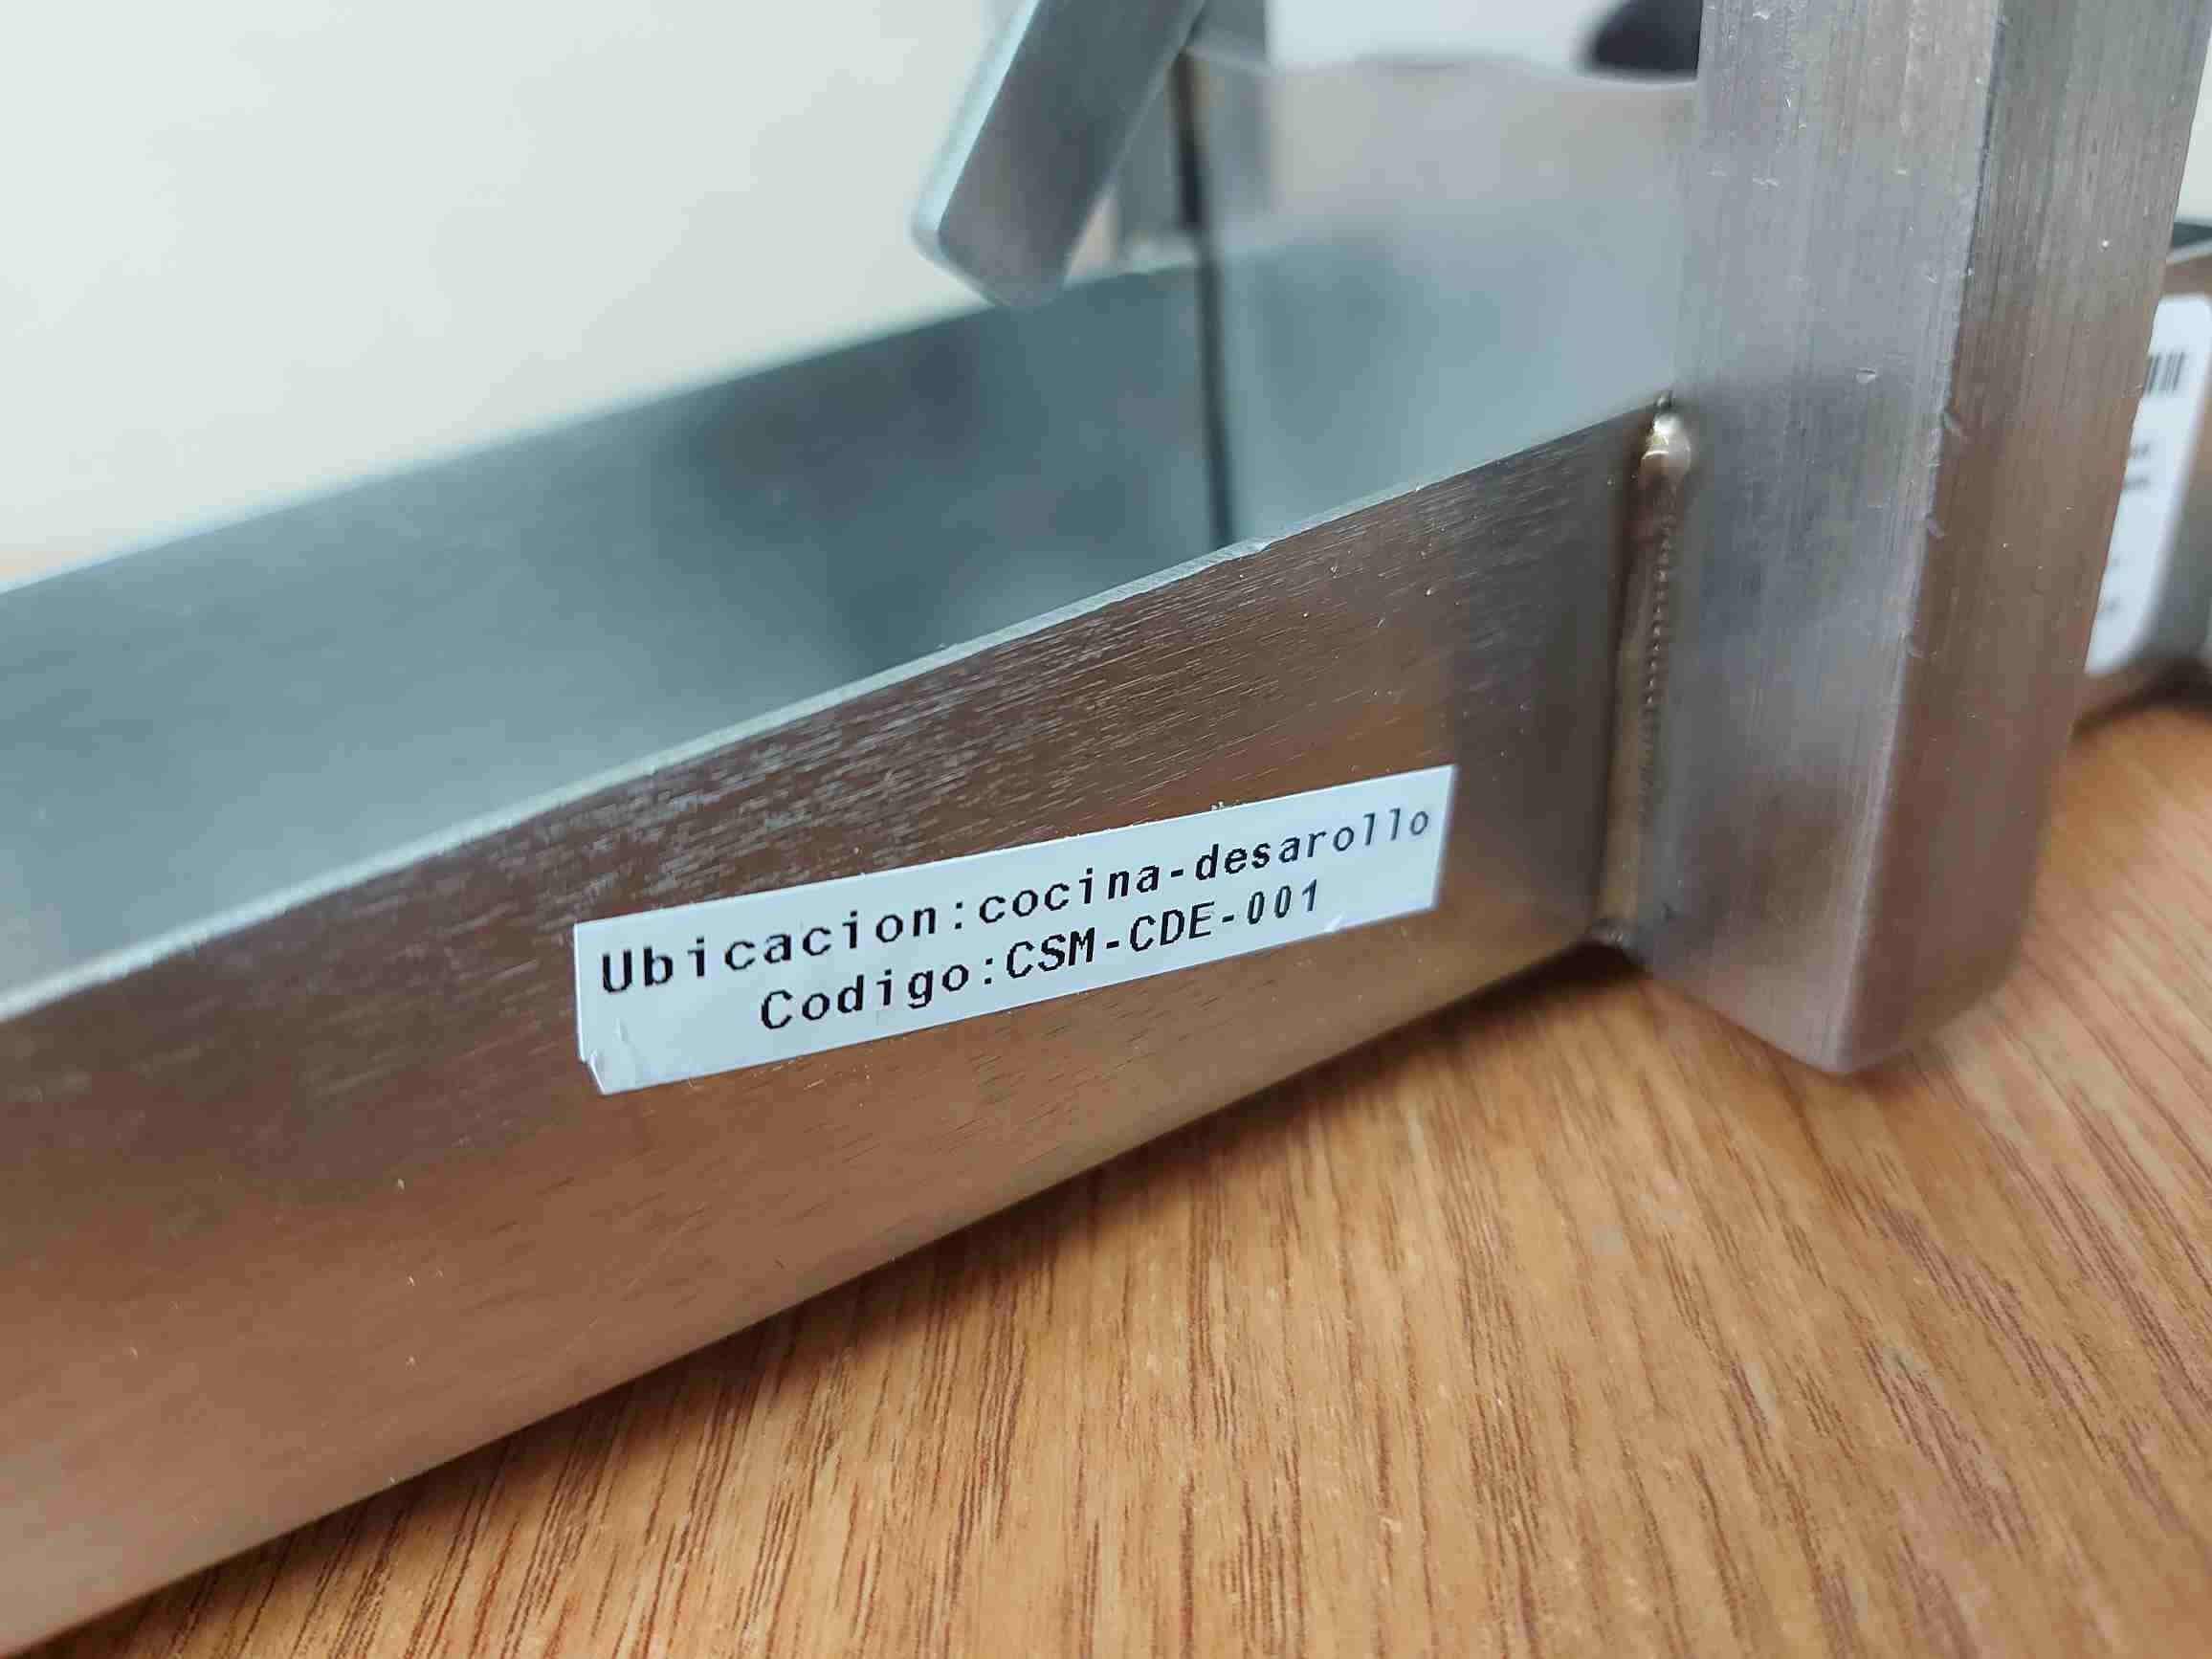 Ubicacion:cocina-desarollo
Codigo:CSM-CDE-001